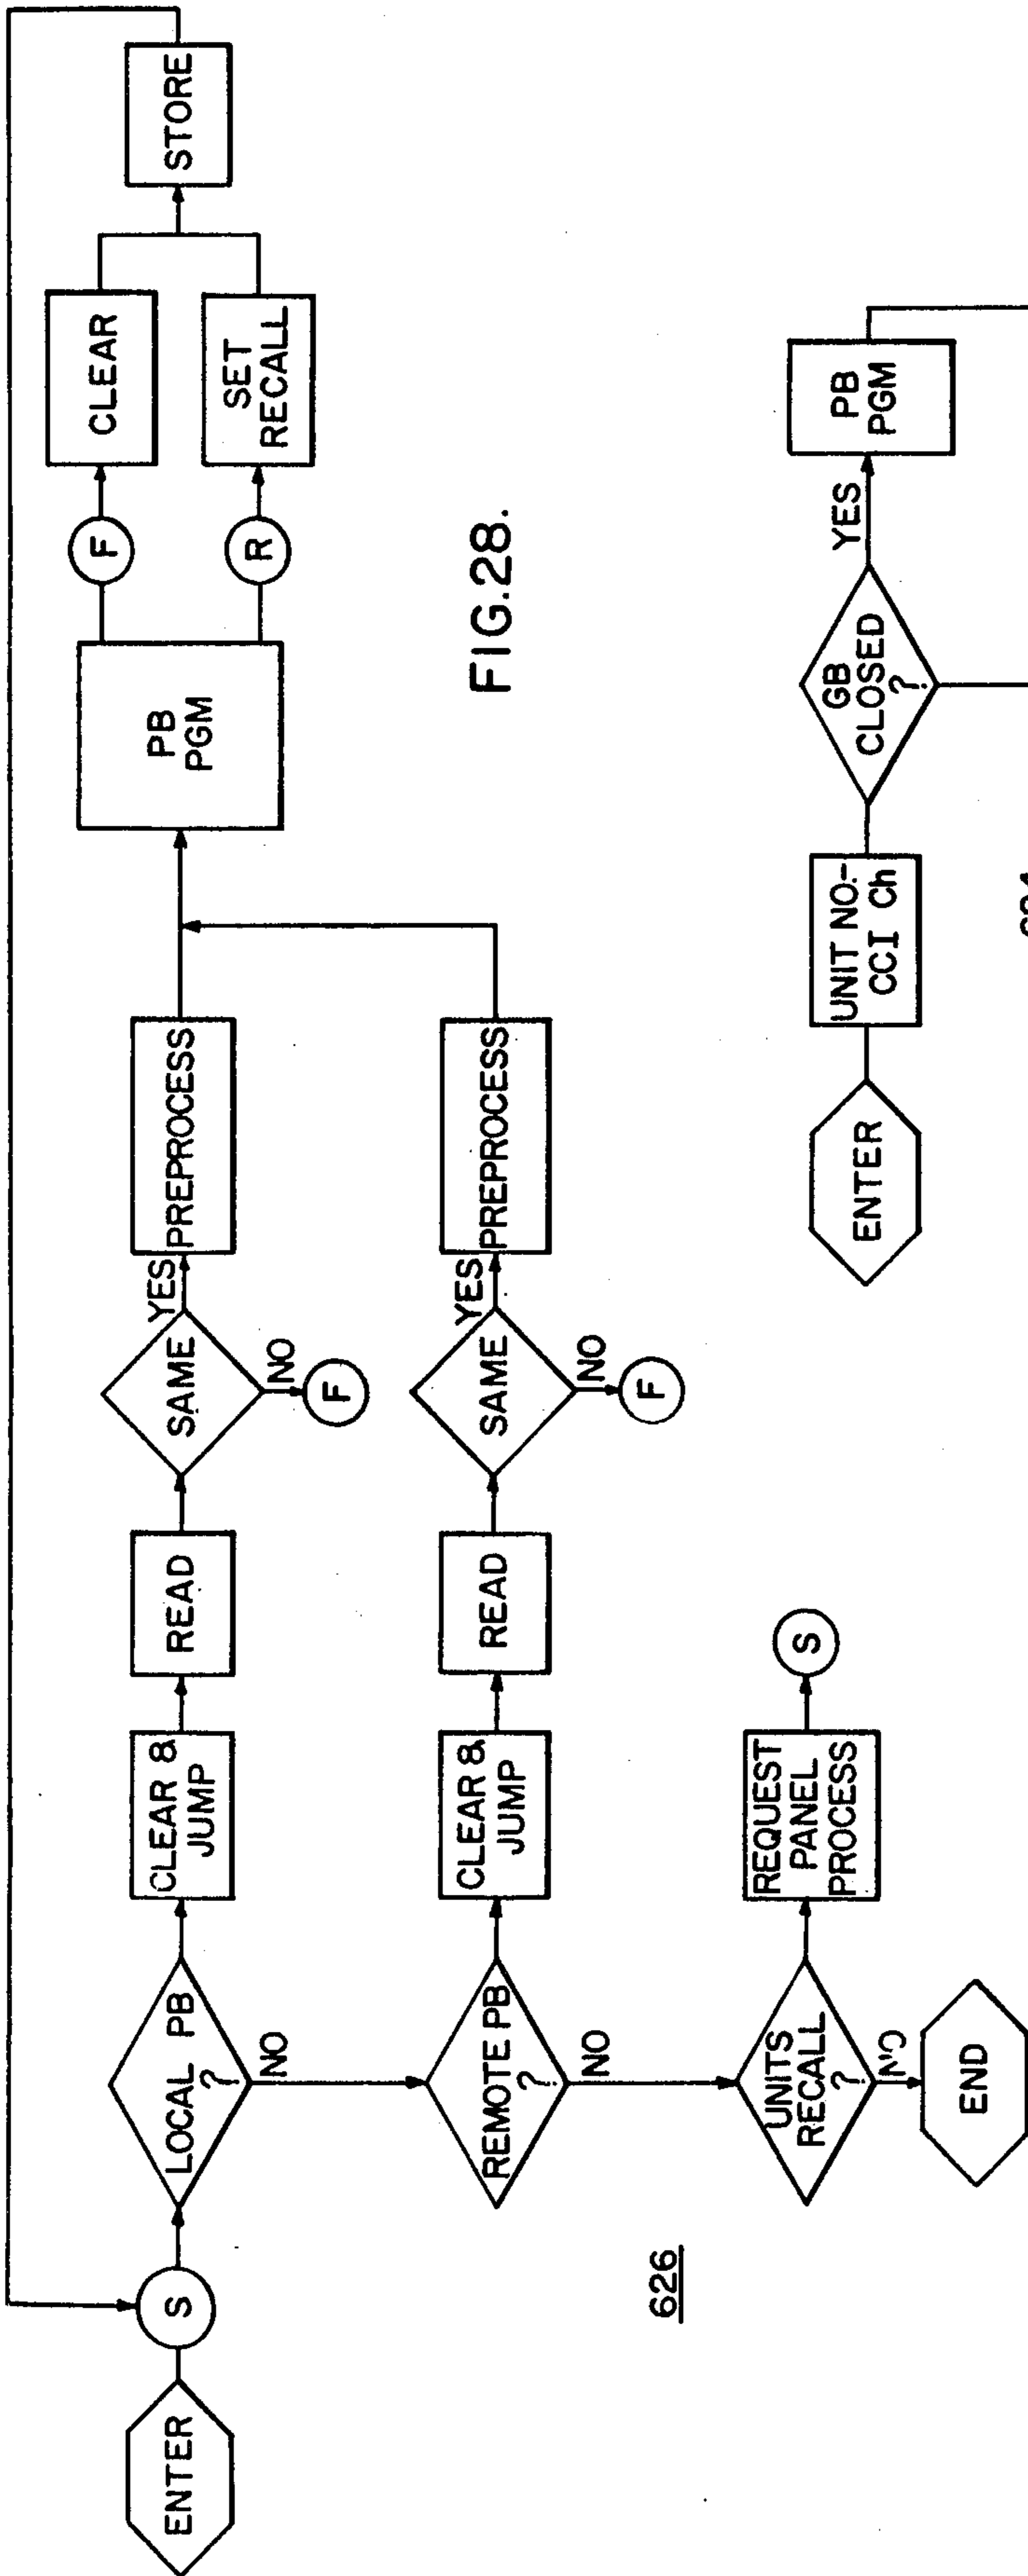 ENTER
S
LOCAL PB
?
NO
CLEAR &
JUMP
READ
SAME
YES
NO
F
PREPROCESS
PB
PGM
F
R
CLEAR
SET
RECALL
STORE
REMOTE PB
?
NO
CLEAR &
JUMP
READ
SAME
YES
NO
F
PREPROCESS
FIG.28.
626
UNITS
RECALL
?
NO
END
REQUEST
PANEL
PROCESS
S
ENTER
UNIT NO.-
CCI Ch
GB
CLOSED
?
YES
PB
PGM